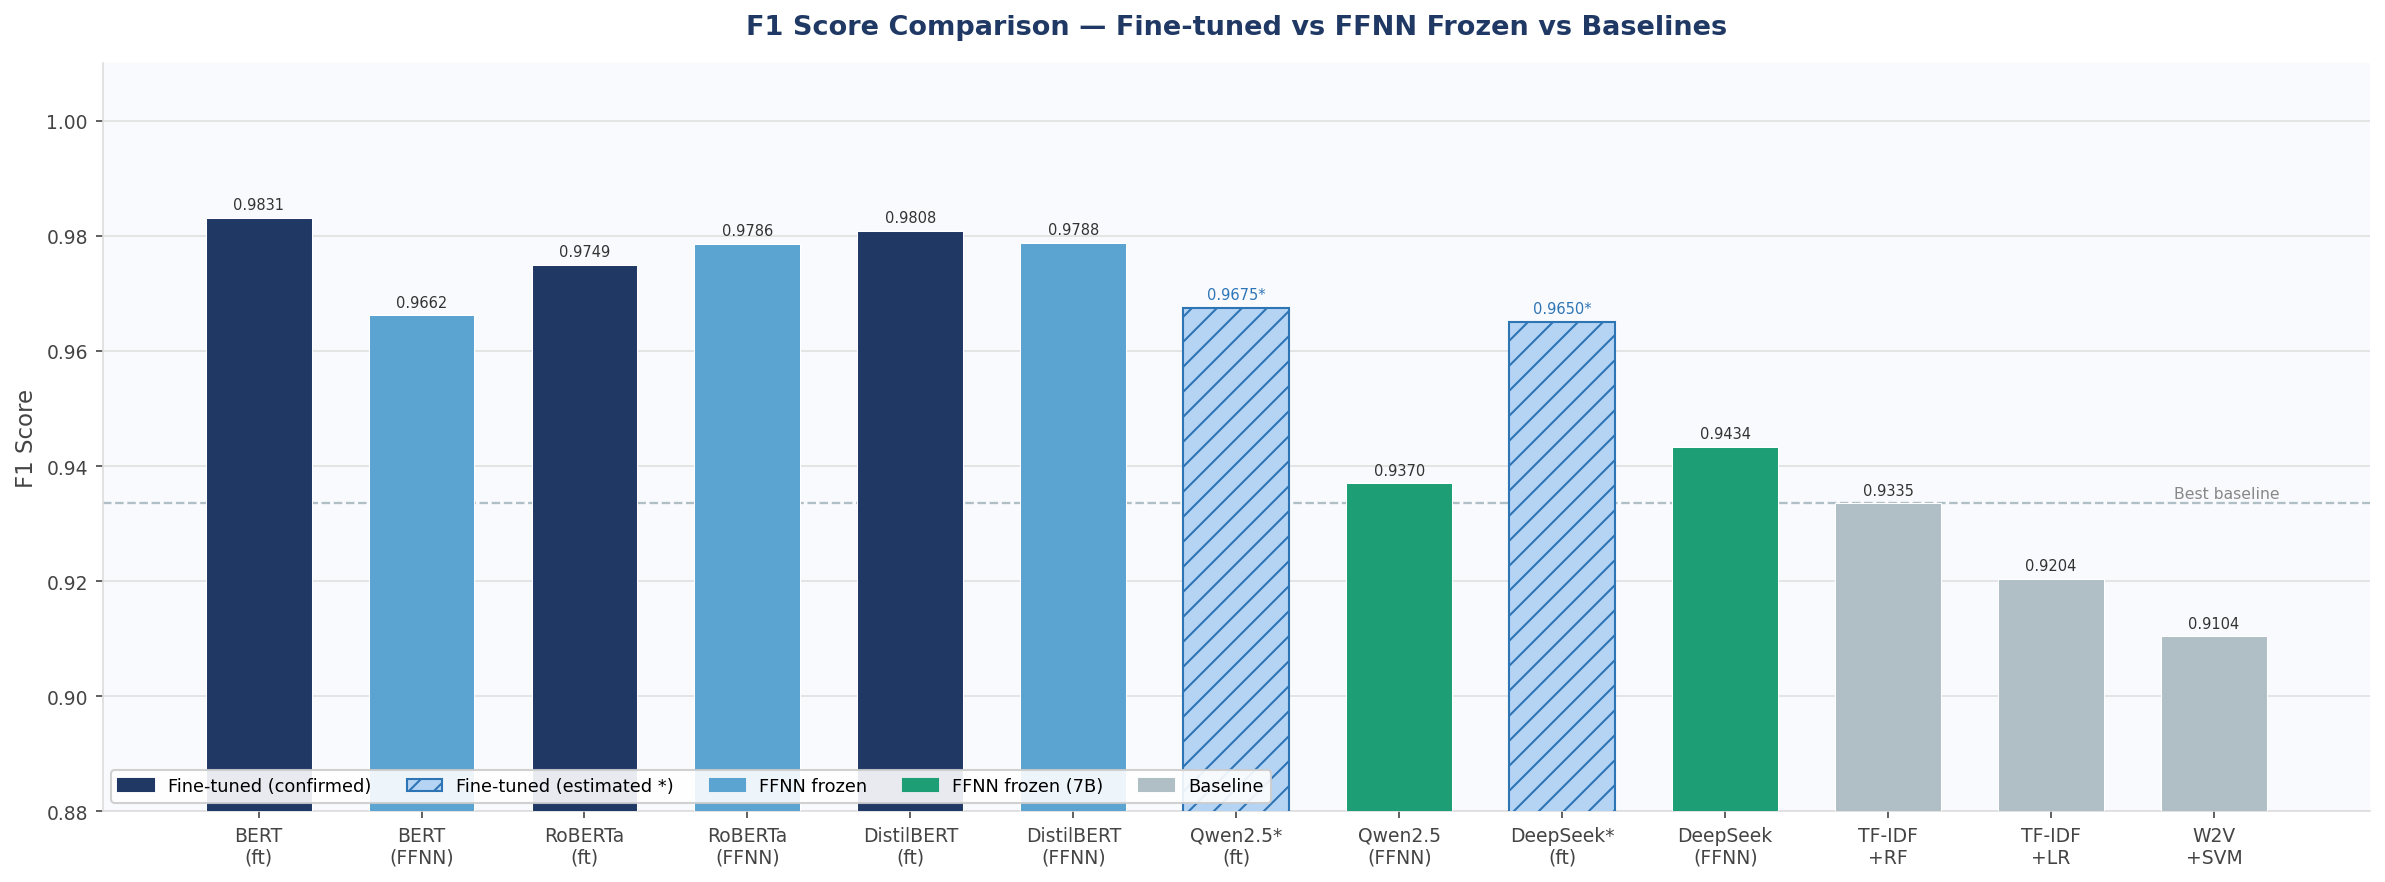 F1 Score Comparison — Fine-tuned vs FFNN Frozen vs Baselines
F1 Score
1.00
0.98
0.96
0.94
0.92
0.90
0.88
0.9831
0.9662
0.9749
0.9786
0.9808
0.9788
0.9675*
0.9370
0.9650*
0.9434
0.9335
0.9204
0.9104
Best baseline
Fine-tuned (confirmed)
Fine-tuned (estimated *)
FFNN frozen
FFNN frozen (7B)
Baseline
BERT
(ft)
BERT
(FFNN)
RoBERTa
(ft)
RoBERTa
(FFNN)
DistilBERT
(ft)
DistilBERT
(FFNN)
Qwen2.5*
(ft)
Qwen2.5
(FFNN)
DeepSeek*
(ft)
DeepSeek
(FFNN)
TF-IDF
+RF
TF-IDF
+LR
W2V
+SVM